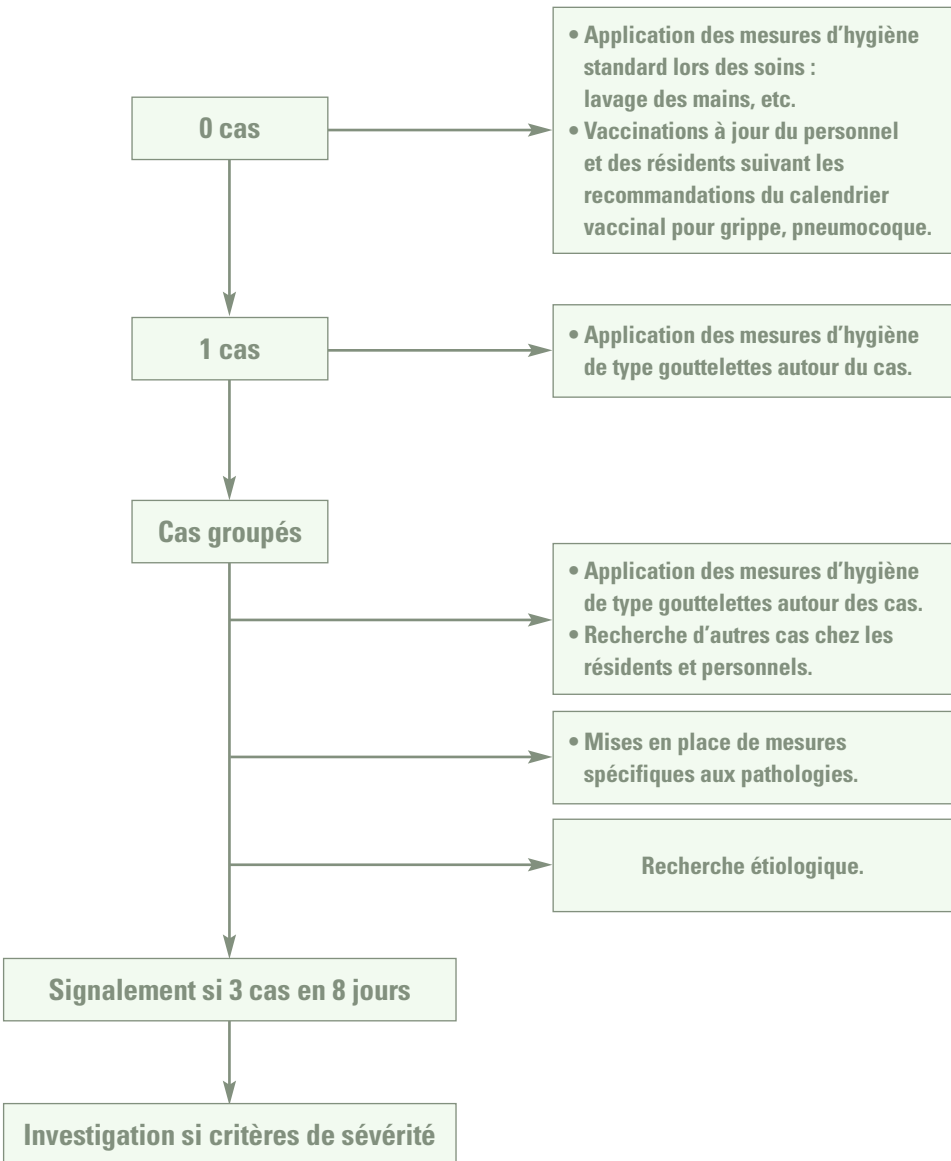 0 cas
• Application des mesures d’hygiène
standard lors des soins :
lavage des mains, etc.
• Vaccinations à jour du personnel
et des résidents suivant les
recommandations du calendrier
vaccinal pour grippe, pneumocoque.
1 cas
• Application des mesures d’hygiène
de type gouttelettes autour du cas.
Cas groupés
• Application des mesures d’hygiène
de type gouttelettes autour des cas.
• Recherche d’autres cas chez les
résidents et personnels.
• Mises en place de mesures
spécifiques aux pathologies.
Recherche étiologique.
Signalement si 3 cas en 8 jours
Investigation si critères de sévérité